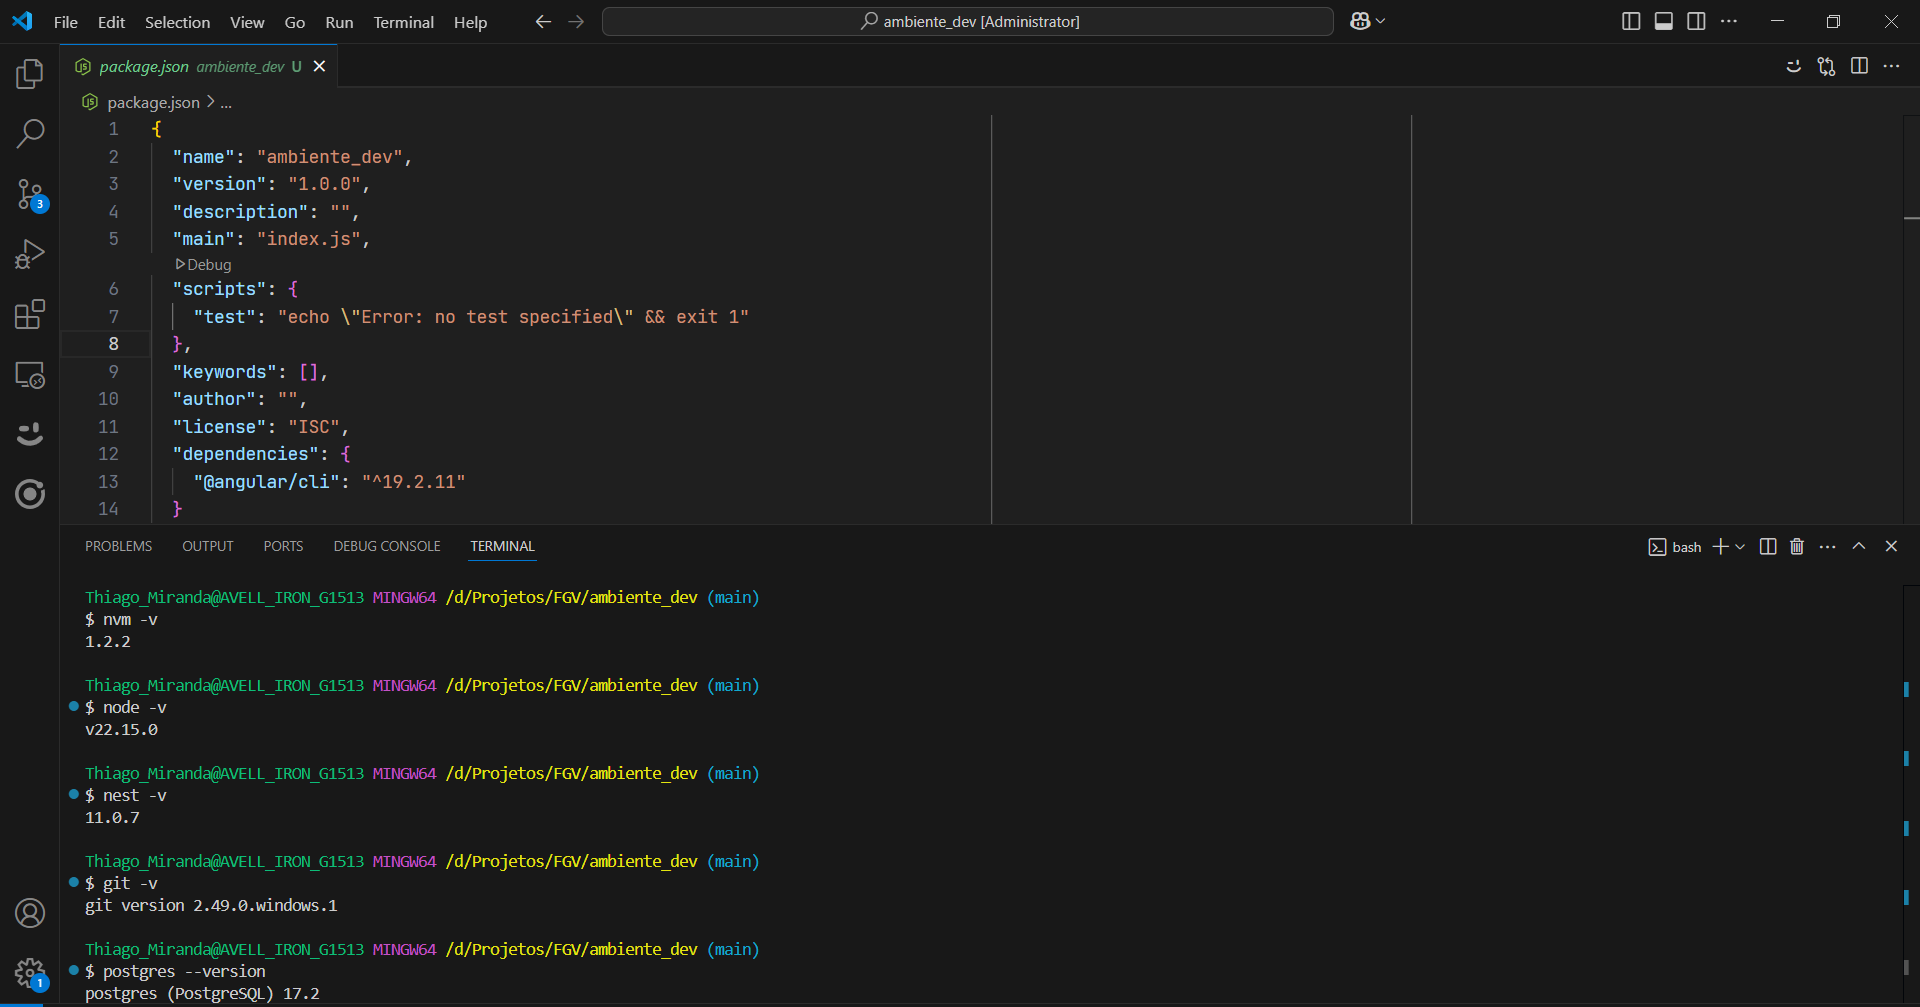 File Edit Selection View Go Run Terminal Help
ambiente_dev [Administrator]
package.json ambiente_dev U
package.json > ...
1 {
2 "name": "ambiente_dev",
3 "version": "1.0.0",
4 "description": "",
5 "main": "index.js",
Debug
6 "scripts": {
7 "test": "echo \"Error: no test specified\" && exit 1"
8 },
9 "keywords": [],
10 "author": "",
11 "license": "ISC",
12 "dependencies": {
13 "@angular/cli": "^19.2.11"
14 }
3
1
PROBLEMS OUTPUT PORTS DEBUG CONSOLE TERMINAL
bash
Thiago_Miranda@AVELL_IRON_G1513 MINGW64 /d/Projetos/FGV/ambiente_dev (main)
$ nvm -v
1.2.2
Thiago_Miranda@AVELL_IRON_G1513 MINGW64 /d/Projetos/FGV/ambiente_dev (main)
$ node -v
v22.15.0
Thiago_Miranda@AVELL_IRON_G1513 MINGW64 /d/Projetos/FGV/ambiente_dev (main)
$ nest -v
11.0.7
Thiago_Miranda@AVELL_IRON_G1513 MINGW64 /d/Projetos/FGV/ambiente_dev (main)
$ git -v
git version 2.49.0.windows.1
Thiago_Miranda@AVELL_IRON_G1513 MINGW64 /d/Projetos/FGV/ambiente_dev (main)
$ postgres --version
postgres (PostgreSQL) 17.2